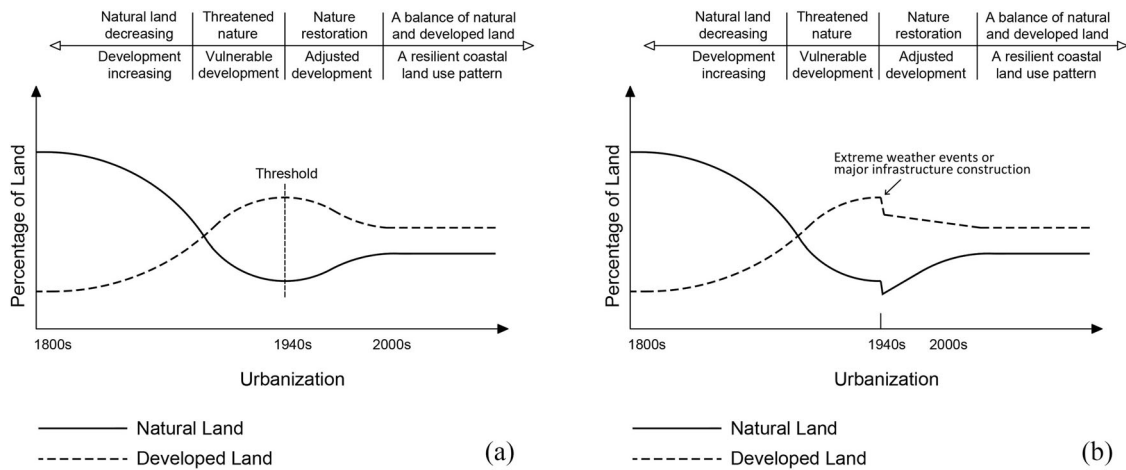 Natural land
decreasing
Threatened
nature
Nature
restoration
A balance of natural
and developed land
Development
increasing
Vulnerable
development
Adjusted
development
A resilient coastal
land use pattern
Percentage of Land
Threshold
1800s
1940s
2000s
Urbanization
Natural Land
Developed Land
(a)
Natural land
decreasing
Threatened
nature
Nature
restoration
A balance of natural
and developed land
Development
increasing
Vulnerable
development
Adjusted
development
A resilient coastal
land use pattern
Percentage of Land
Extreme weather events or
major infrastructure construction
1800s
1940s
2000s
Urbanization
Natural Land
Developed Land
(b)